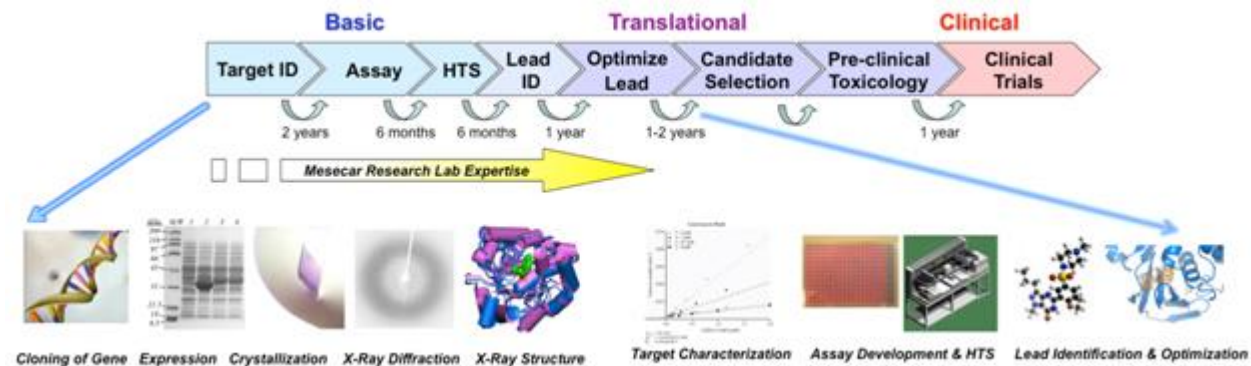 Basic
Translational
Clinical
Target ID
Assay
HTS
Lead
ID
Optimize
Lead
Candidate
Selection
Pre-clinical
Toxicology
Clinical
Trials
2 years
6 months
6 months
1 year
1-2 years
1 year
Mesecar Research Lab Expertise
Cloning of Gene
Expression
Crystallization
X-Ray Diffraction
X-Ray Structure
Target Characterization
Assay Development & HTS
Lead Identification & Optimization